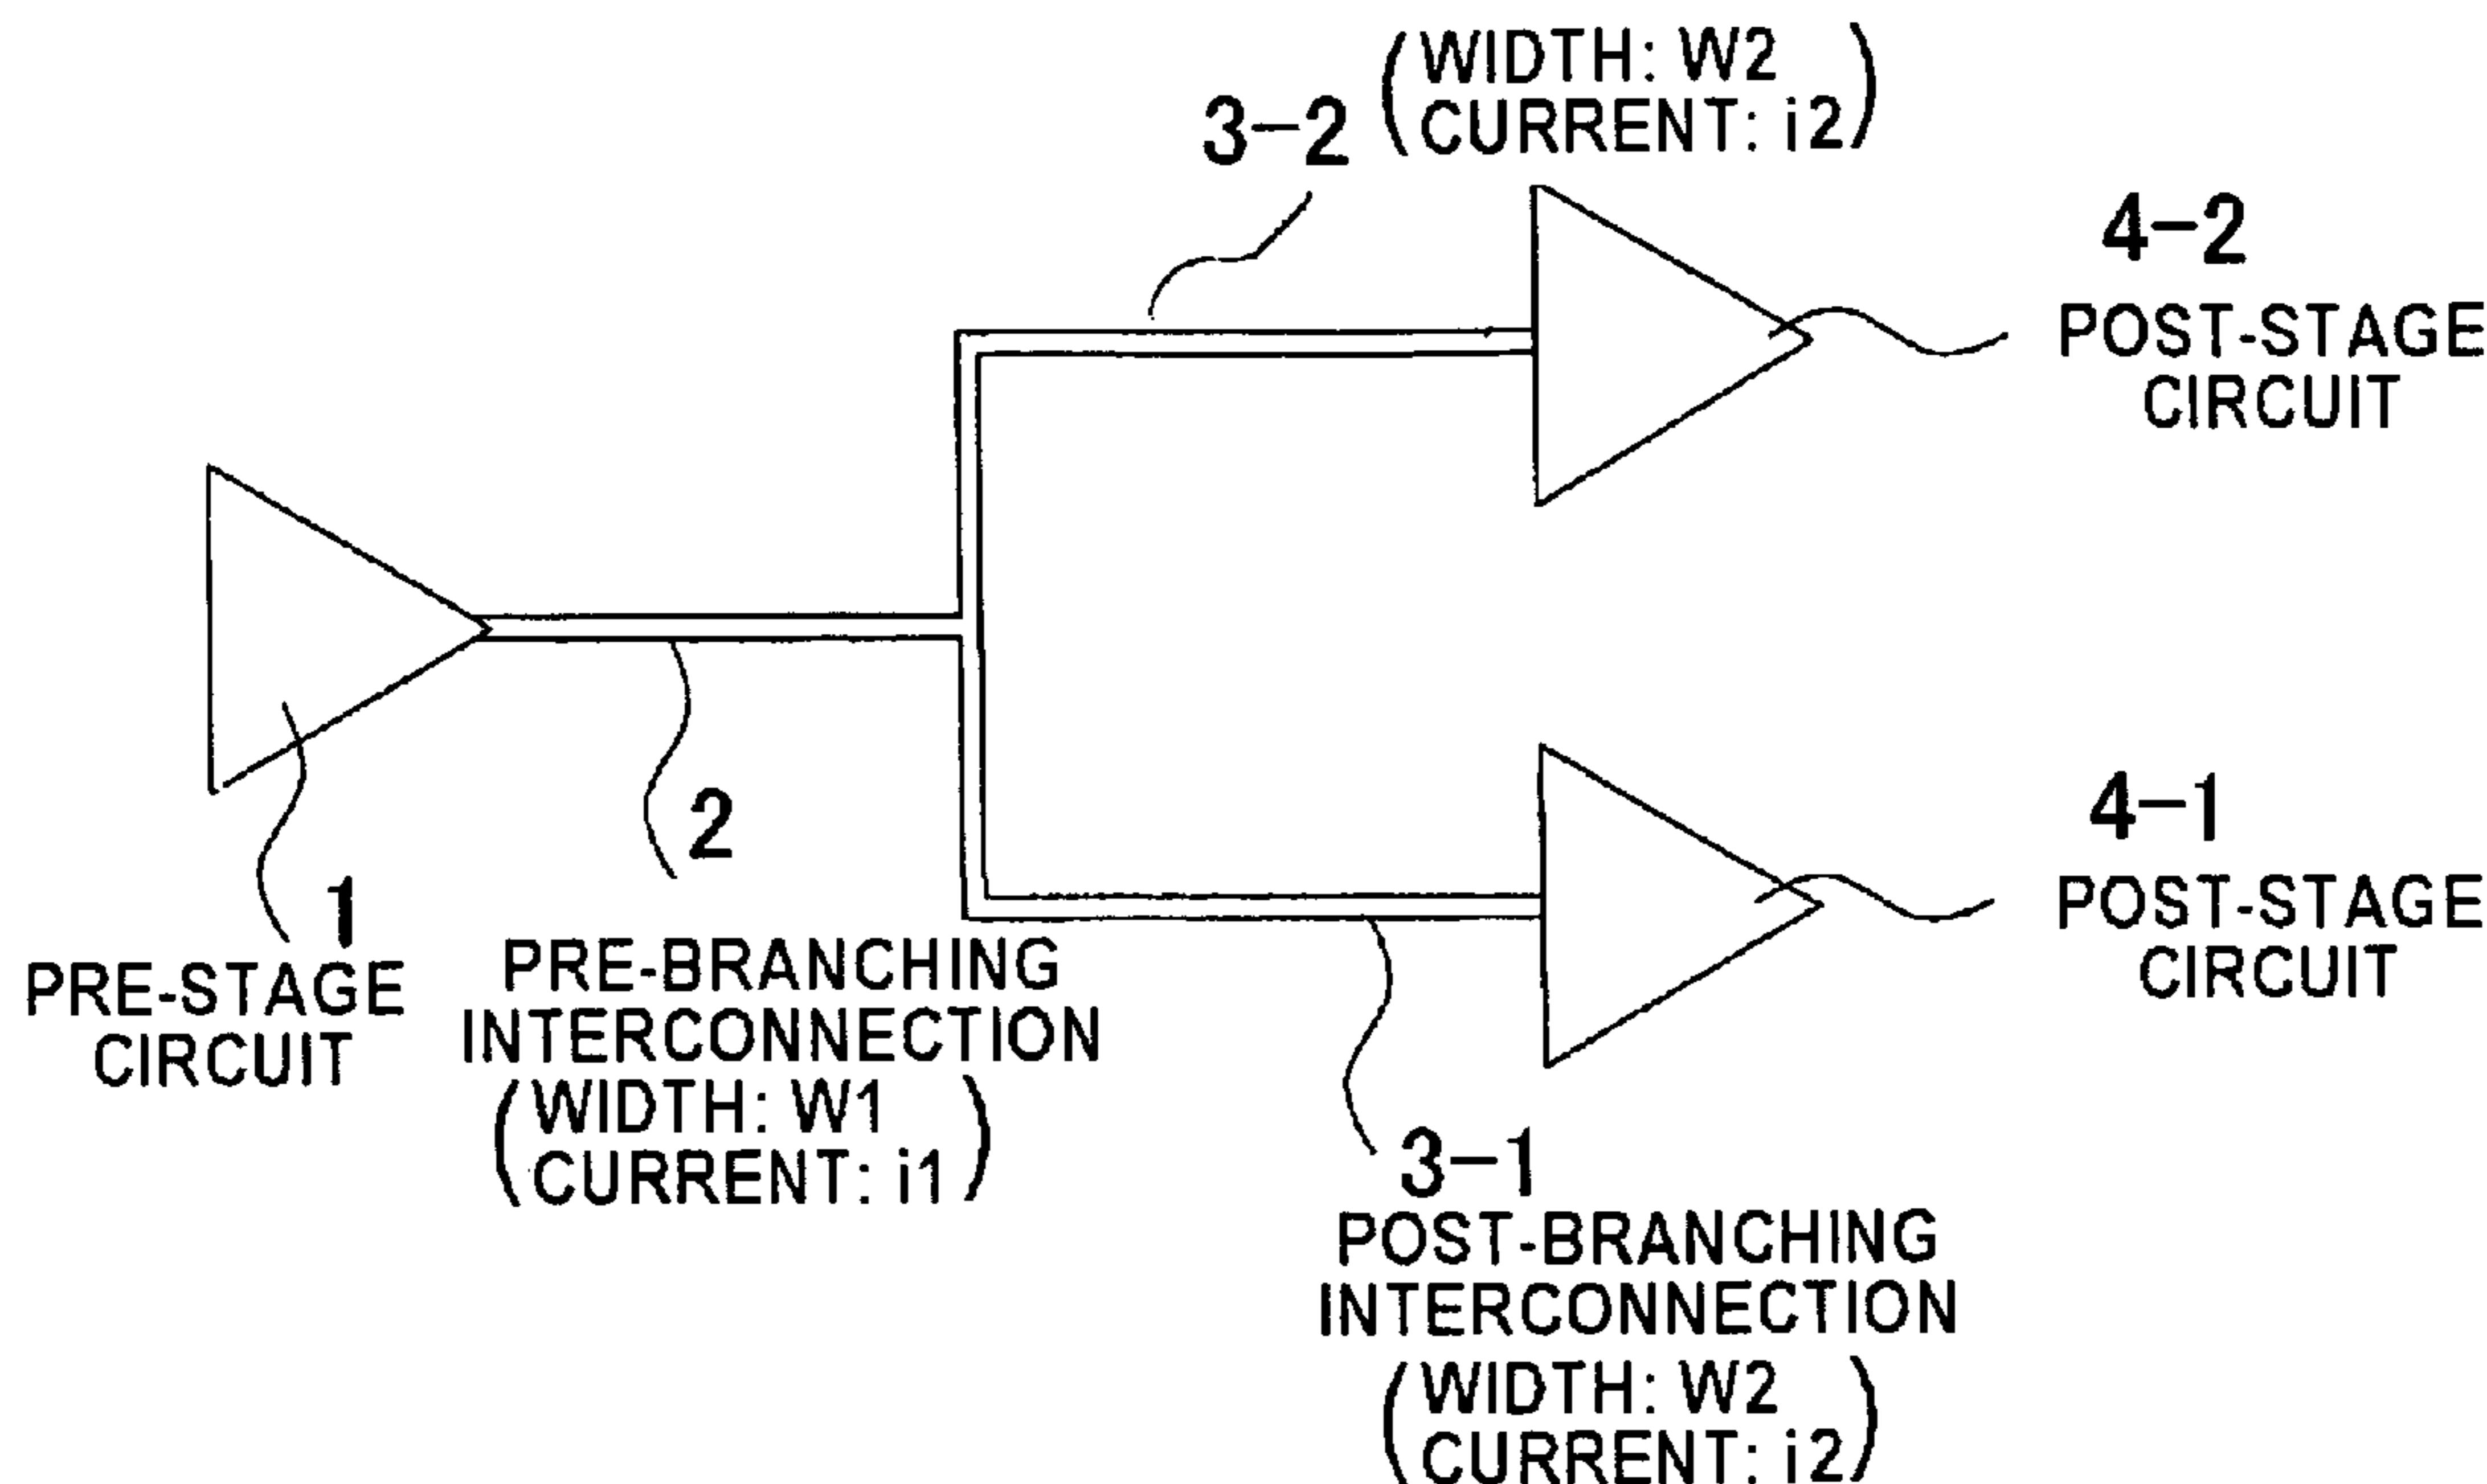 3-2
(WIDTH: W2
CURRENT: i2)
4-2
POST-STAGE
CIRCUIT
1
PRE-STAGE
CIRCUIT
2
PRE-BRANCHING
INTERCONNECTION
(WIDTH: W1
CURRENT: i1)
4-1
POST-STAGE
CIRCUIT
3-1
POST-BRANCHING
INTERCONNECTION
(WIDTH: W2
CURRENT: i2)